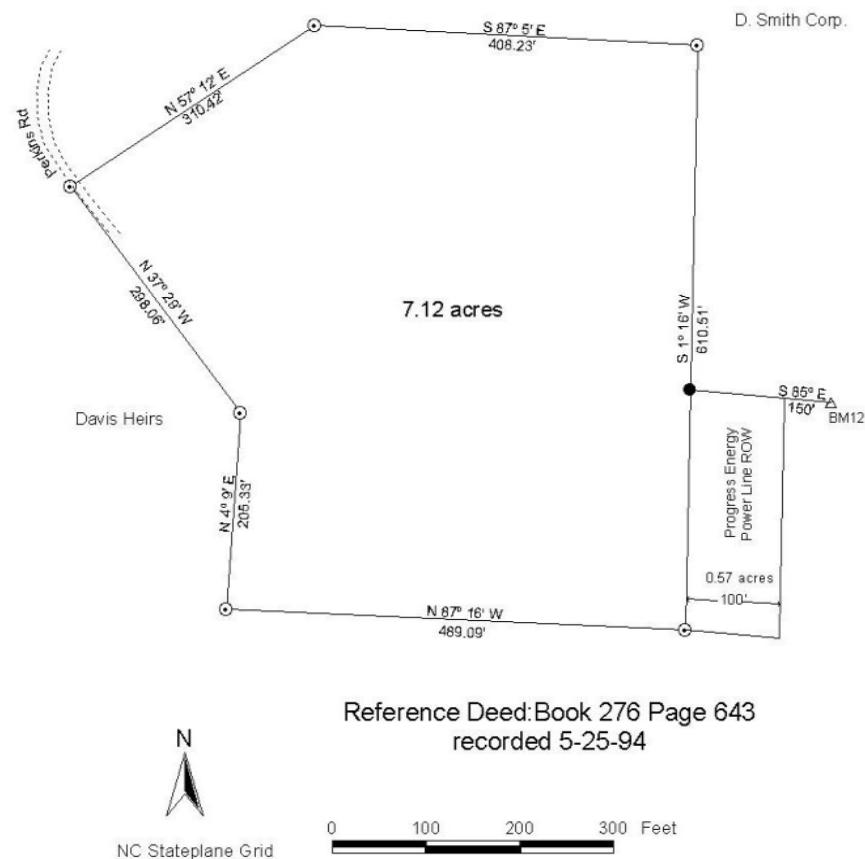 D. Smith Corp.
S 87° 5' E
408.23'
N 57° 12' E
310.42'
Perkins Rd
N 37° 29' W
298.06'
7.12 acres
S 1° 16' W
610.51'
S 85° E
150'
BM12
Davis Heirs
Progress Energy
Power Line ROW
N 4° 9' E
205.33'
0.57 acres
100'
N 87° 16' W
489.09'
Reference Deed:Book 276 Page 643
recorded 5-25-94
N
0 100 200 300 Feet
NC Stateplane Grid